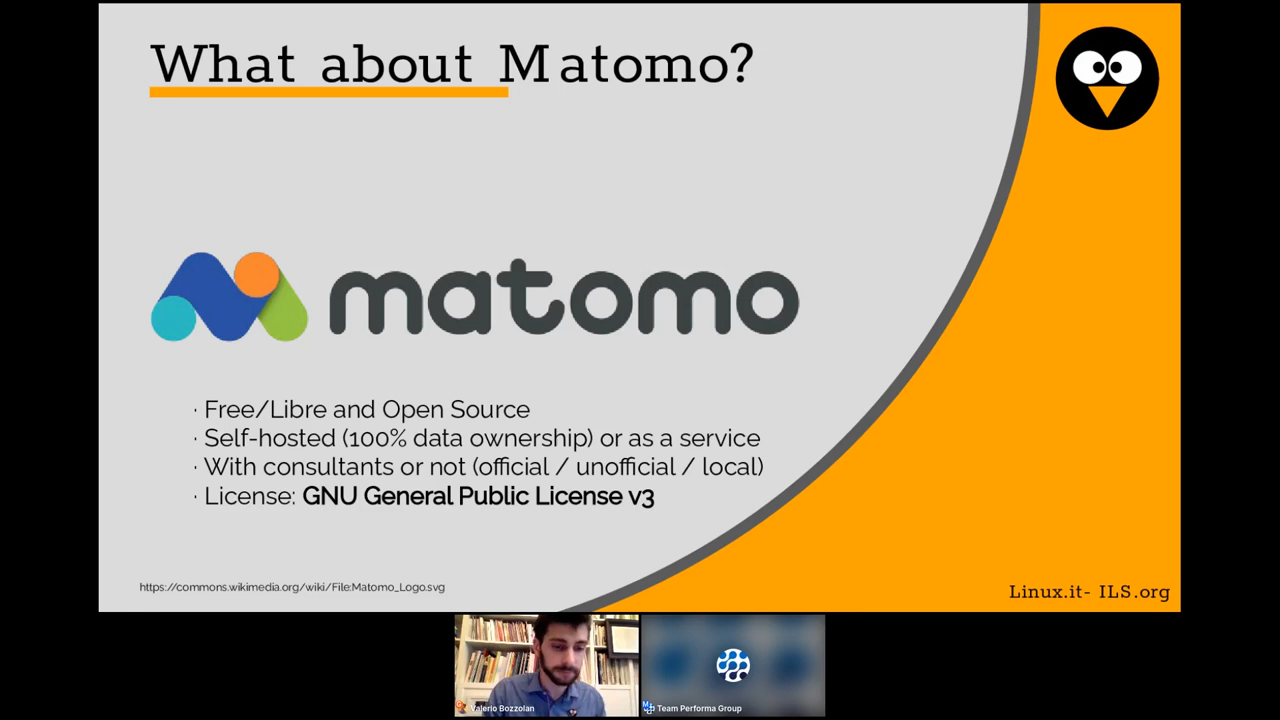 What about Matomo?
matomo
· Free/Libre and Open Source
· Self-hosted (100% data ownership) or as a service
· With consultants or not (official / unofficial / local)
· License: GNU General Public License v3
https://commons.wikimedia.org/wiki/File:Matomo_Logo.svg
Linux.it- ILS.org
Valerio Bozzolan
Team Performa Group